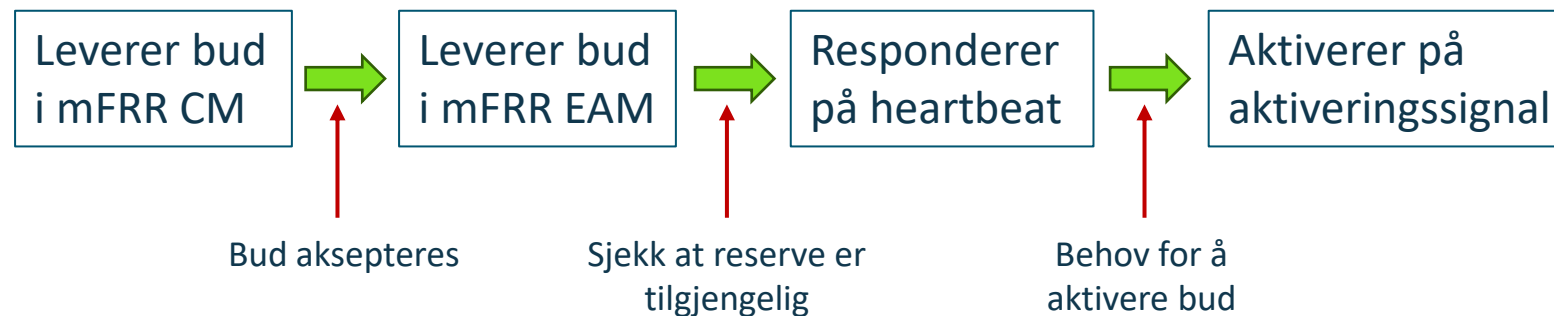 Leverer bud
i mFRR CM
Leverer bud
i mFRR EAM
Responderer
på heartbeat
Aktiverer på
aktiveringssignal
Bud aksepteres
Sjekk at reserve er
tilgjengelig
Behov for å
aktivere bud